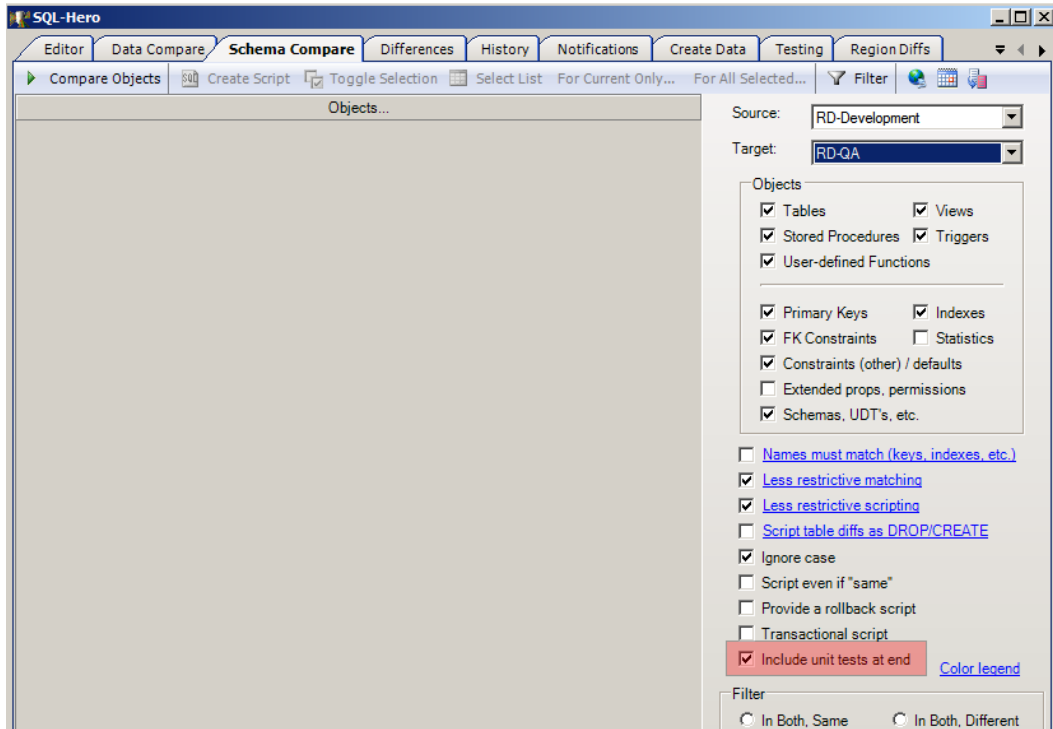 SQL-Hero
Editor Data Compare Schema Compare Differences History Notifications Create Data Testing Region Diffs
Compare Objects Create Script Toggle Selection Select List For Current Only... For All Selected... Filter
Objects...
Source: RD-Development
Target: RD-QA
Objects
Tables Views
Stored Procedures Triggers
User-defined Functions
Primary Keys Indexes
FK Constraints Statistics
Constraints (other) / defaults
Extended props, permissions
Schemas, UDT's, etc.
Names must match (keys, indexes, etc.)
Less restrictive matching
Less restrictive scripting
Script table diffs as DROP/CREATE
Ignore case
Script even if "same"
Provide a rollback script
Transactional script
Include unit tests at end
Color legend
Filter
In Both, Same In Both, Different